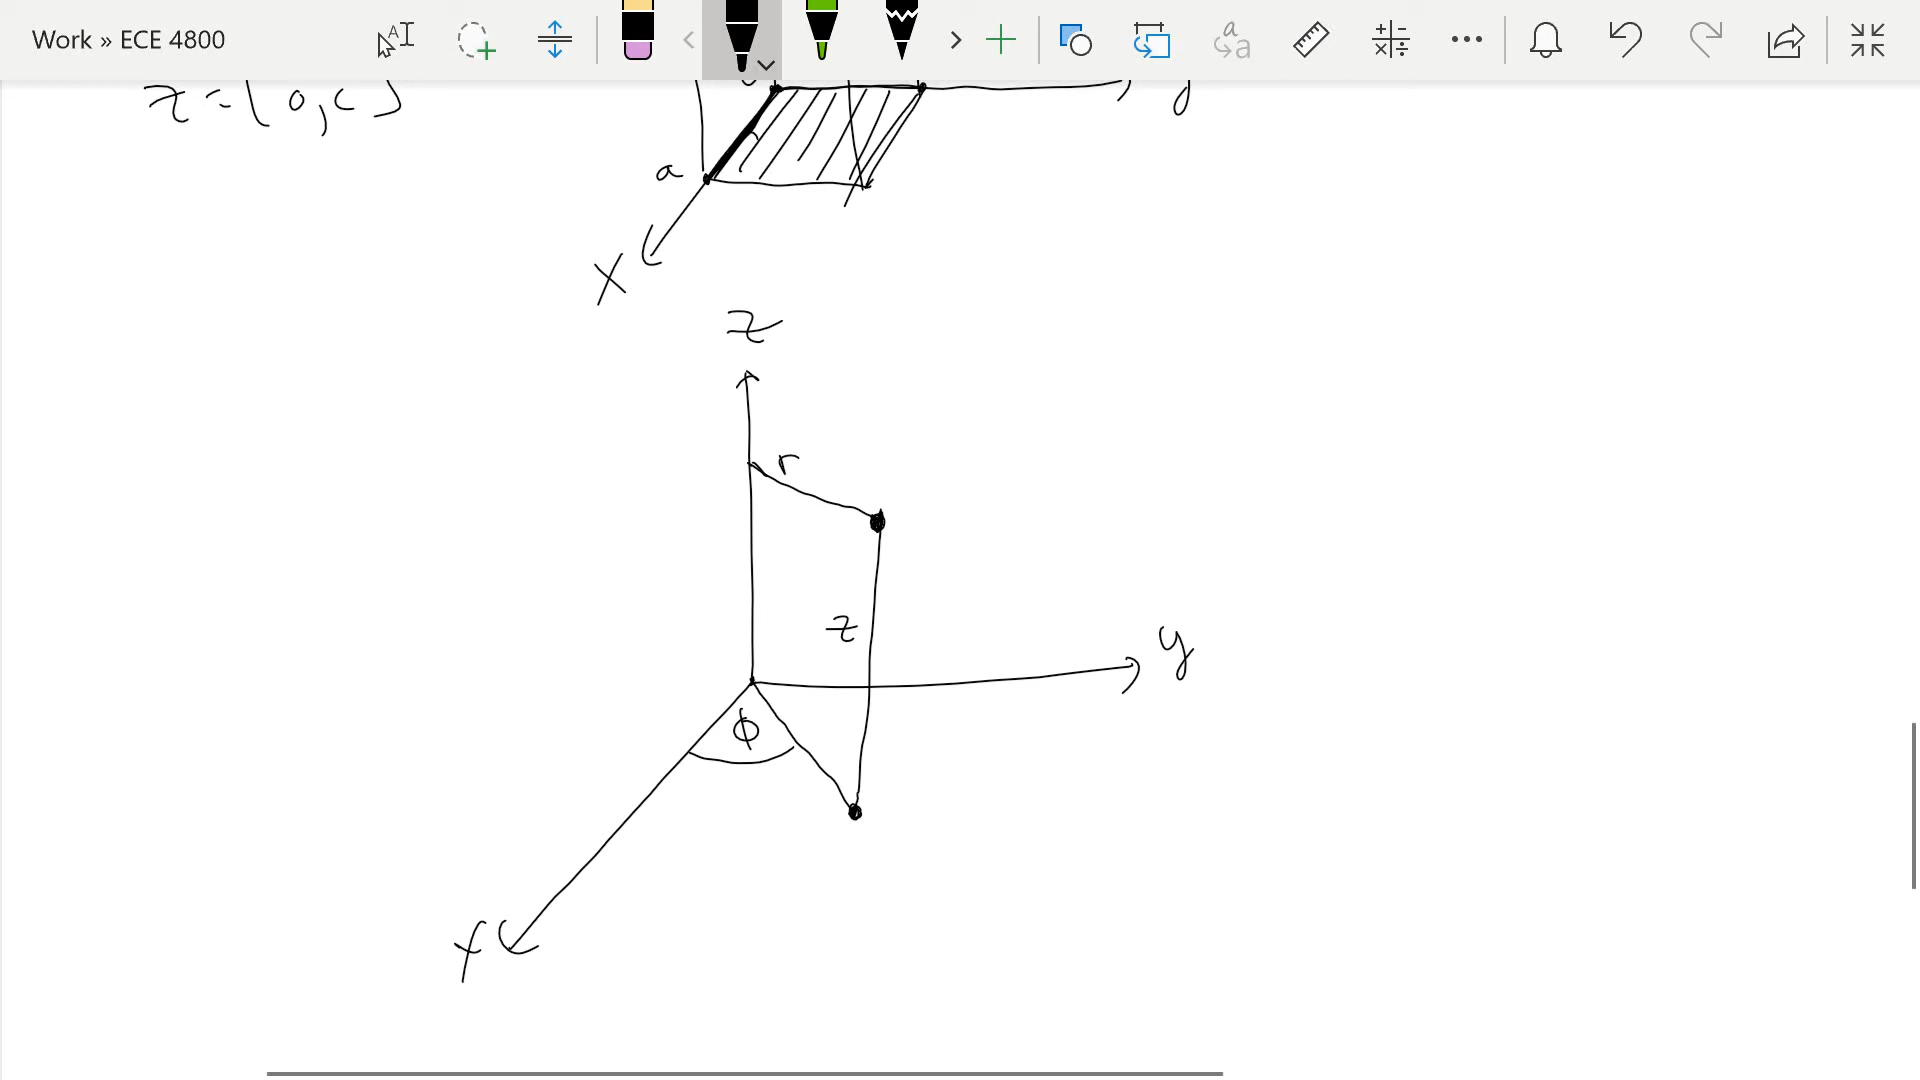 Work » ECE 4800
z = [0,c]
y
a
X
z
r
z
y
ϕ
x